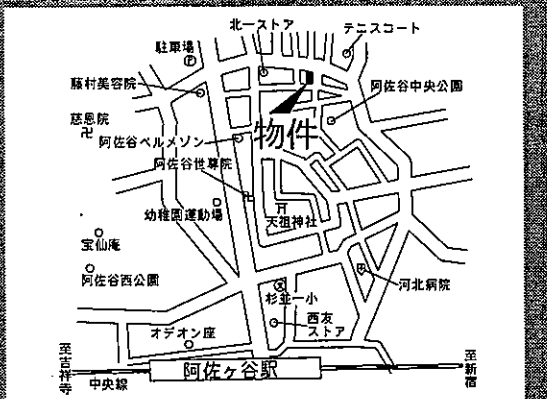 北一ストア
テニスコート
駐車場
P
藤村美容院
阿佐谷中央公園
慈恩院
卍
物件
阿佐谷ベルメゾン
阿佐谷世尊院
卍
幼稚園運動場
天祖神社
宝仙庵
阿佐谷西公園
河北病院
文
杉並一小
西友
ストア
オデオン座
至吉祥寺
中央線
阿佐ヶ谷駅
至新宿